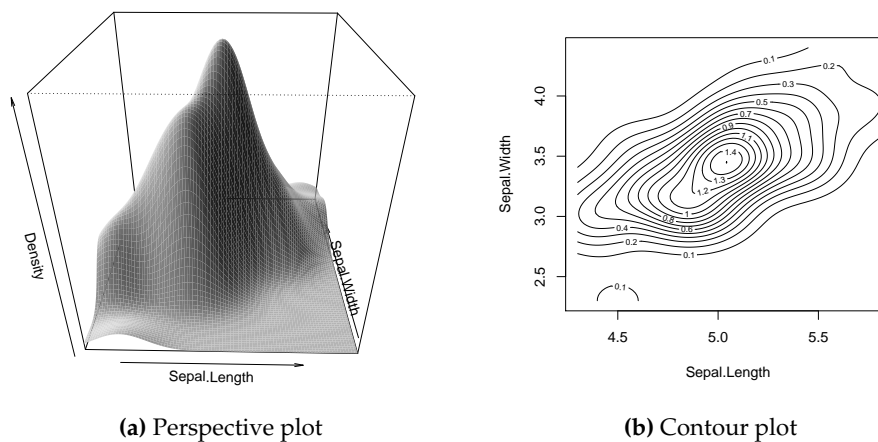 Density
Sepal.Length
Sepal.Width
(a) Perspective plot
Sepal.Width
4.0
3.5
3.0
2.5
0.1
0.2
0.3
0.5
0.7
0.9
1.1
1.4
1.3
1.2
1
0.8
0.6
0.4
0.2
0.1
0.1
4.5 5.0 5.5
Sepal.Length
(b) Contour plot